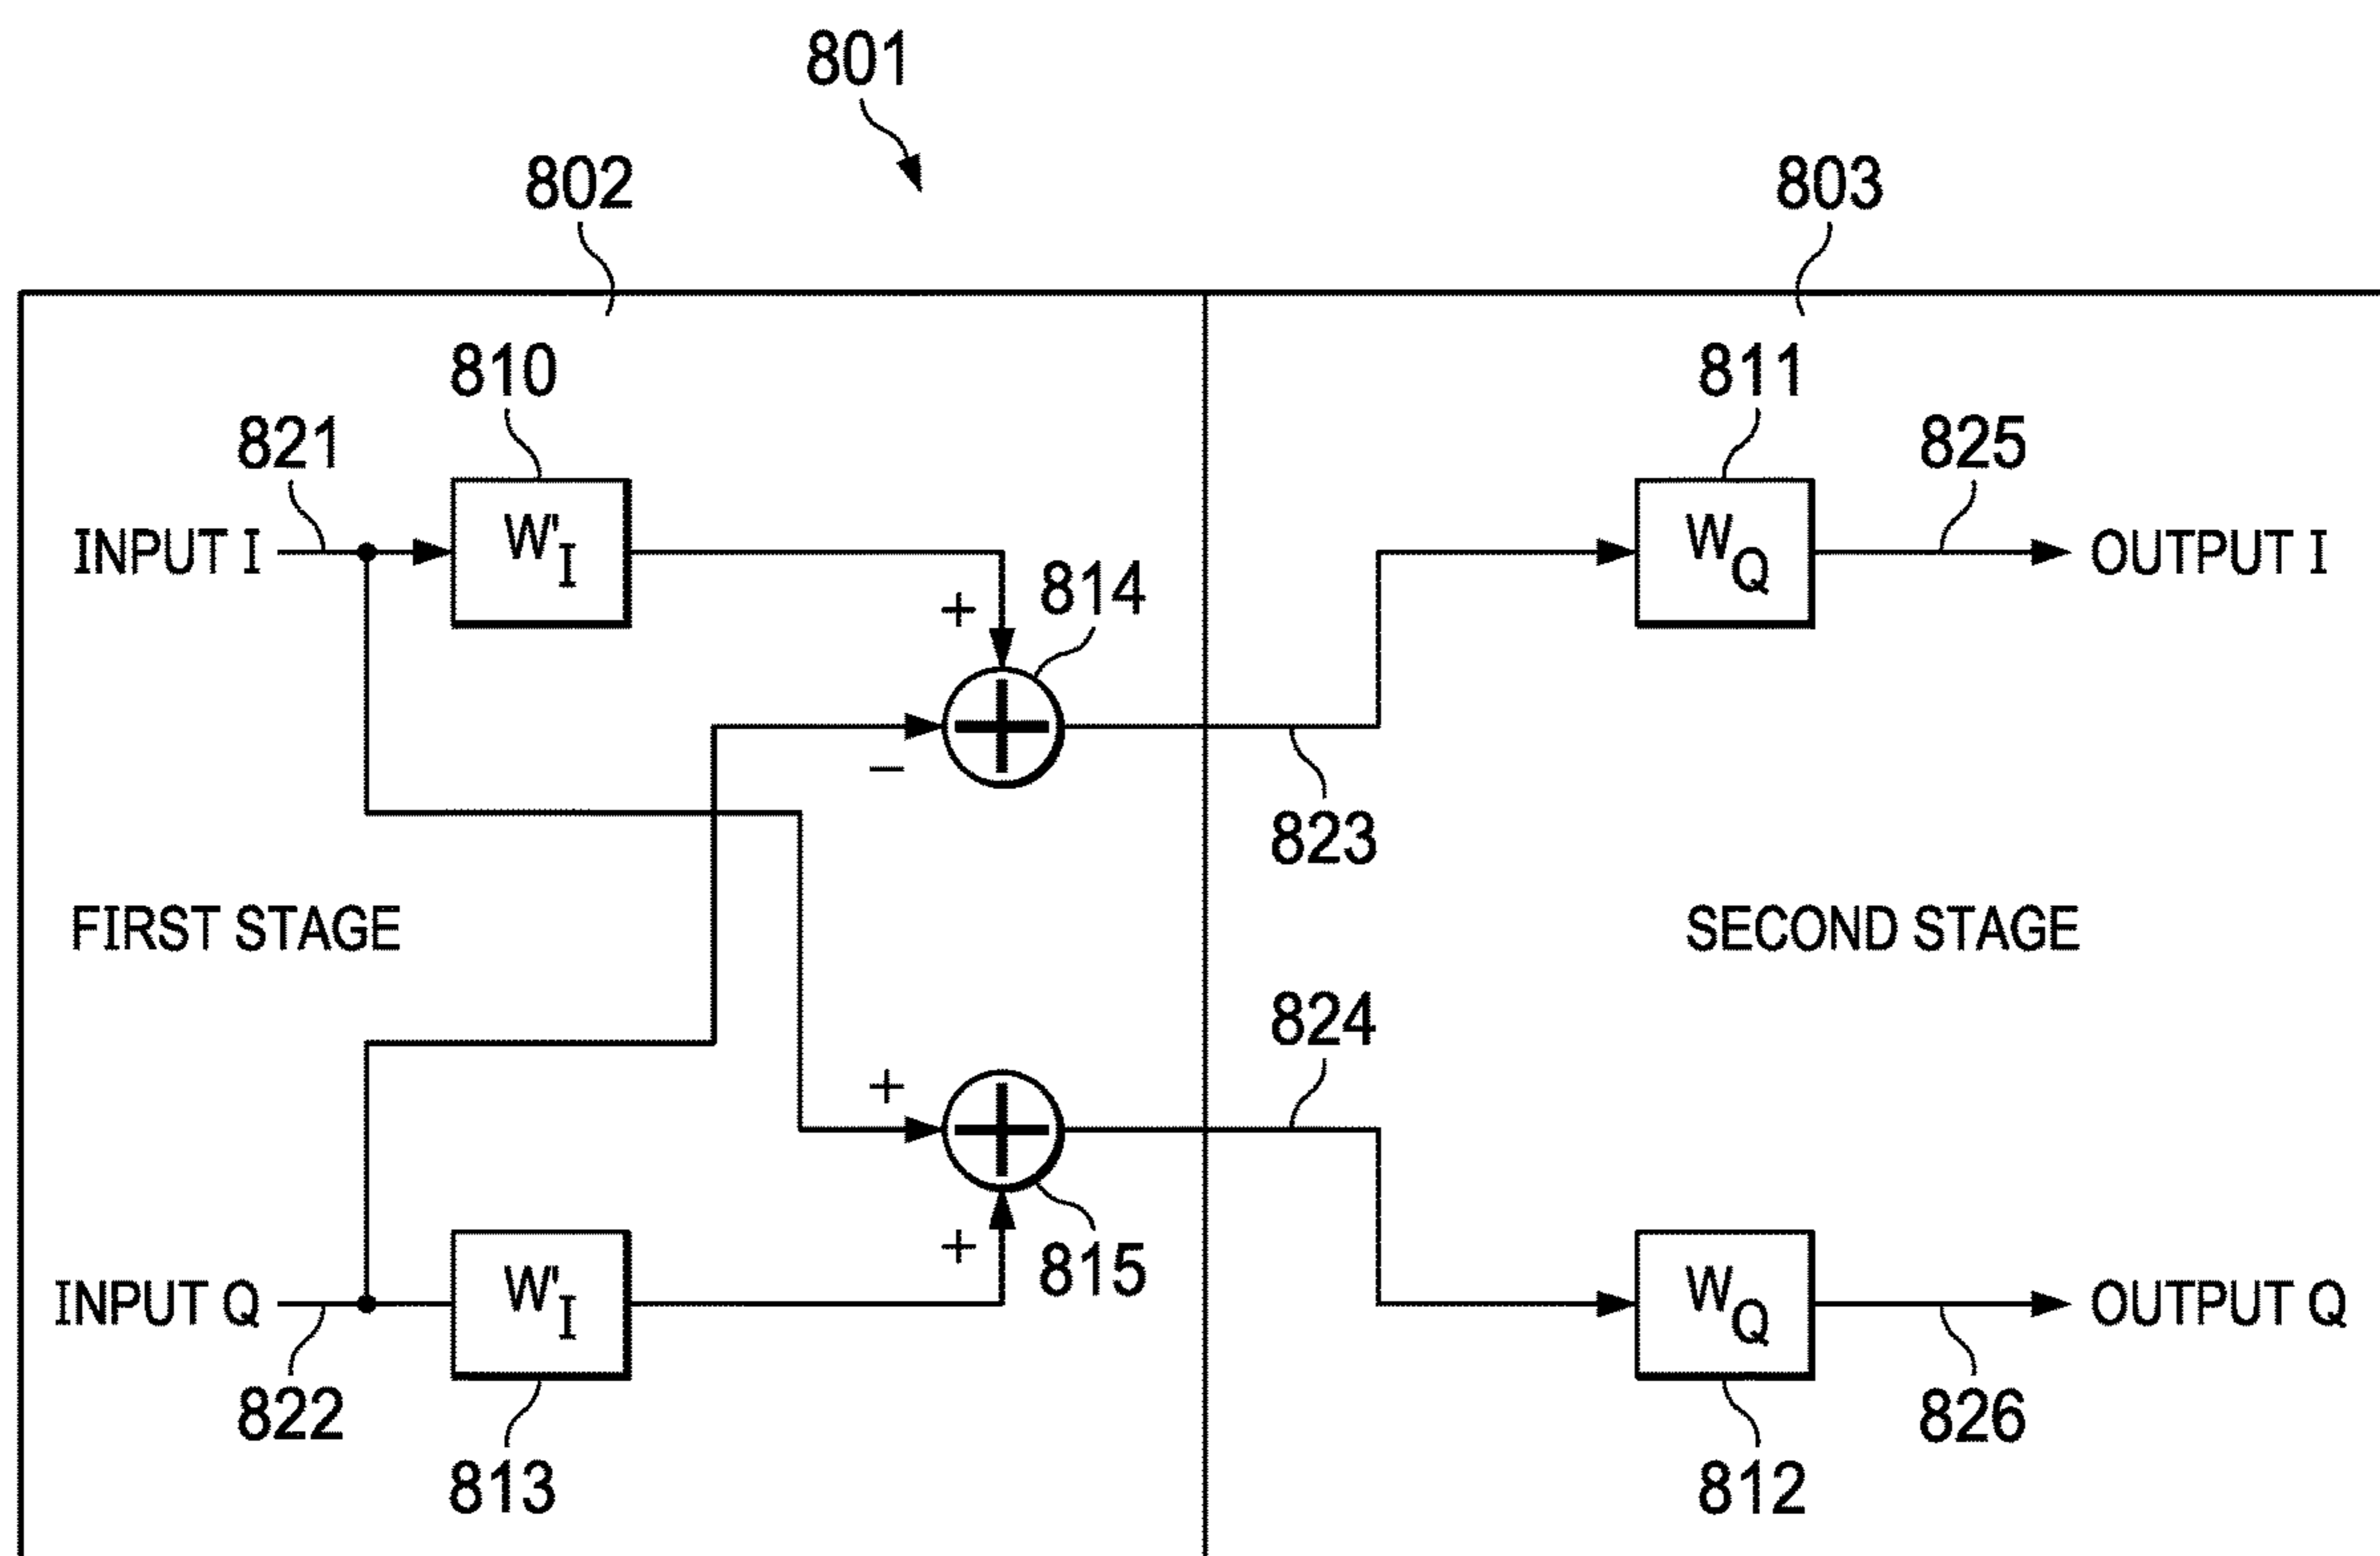 801
802
803
810
811
821
825
INPUT I
W'I
WQ
OUTPUT I
+
814
−
823
FIRST STAGE
SECOND STAGE
824
+
+
815
INPUT Q
W'I
WQ
OUTPUT Q
822
826
813
812